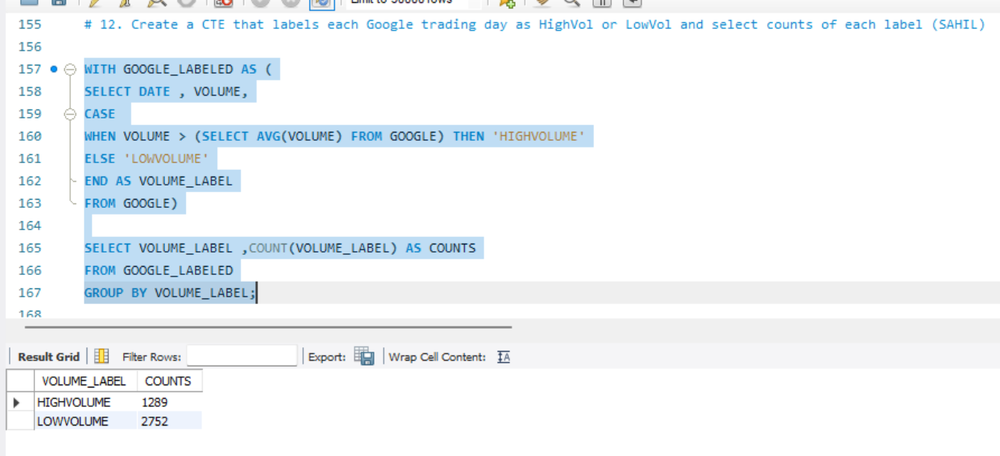 155 # 12. Create a CTE that labels each Google trading day as HighVol or LowVol and select counts of each label (SAHIL)
156
157 WITH GOOGLE_LABELED AS (
158 SELECT DATE , VOLUME,
159 CASE
160 WHEN VOLUME > (SELECT AVG(VOLUME) FROM GOOGLE) THEN 'HIGHVOLUME'
161 ELSE 'LOWVOLUME'
162 END AS VOLUME_LABEL
163 FROM GOOGLE)
164
165 SELECT VOLUME_LABEL ,COUNT(VOLUME_LABEL) AS COUNTS
166 FROM GOOGLE_LABELED
167 GROUP BY VOLUME_LABEL;
168
Result Grid Filter Rows: Export: Wrap Cell Content:
VOLUME_LABEL COUNTS
HIGHVOLUME 1289
LOWVOLUME 2752